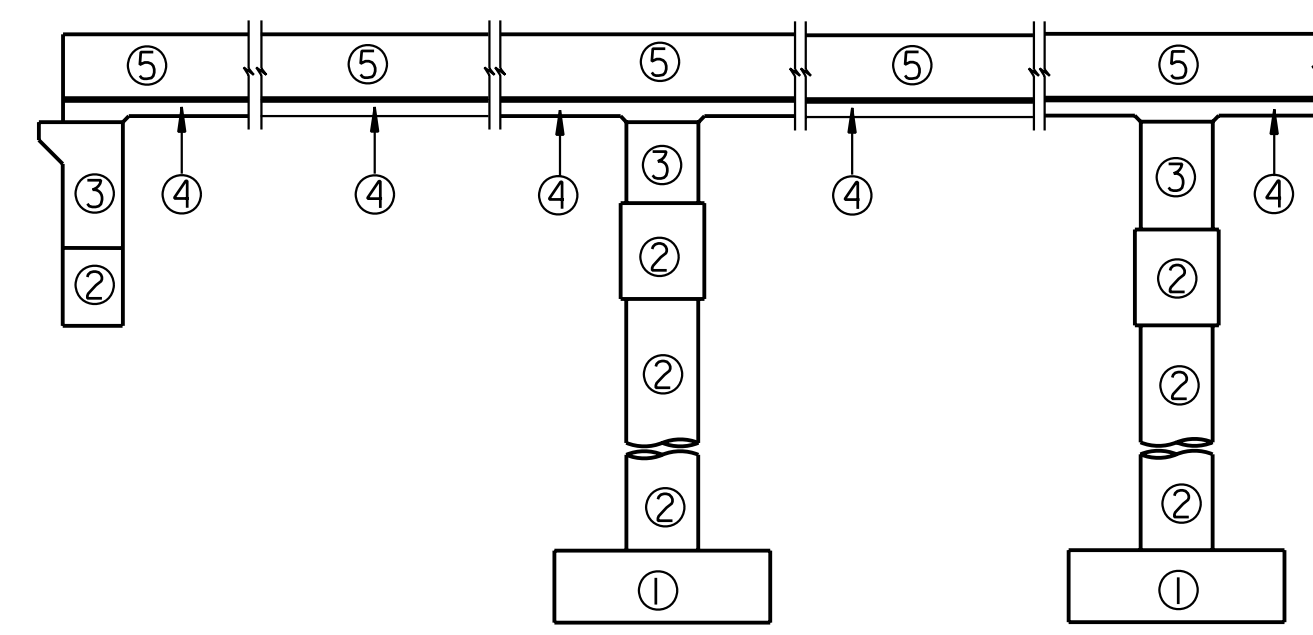 ⑤ ⑤ ⑤ ⑤ ⑤
③ ③
③ ④ ④ ④ ④ ④
② ② ②
② ②
② ②
① ①